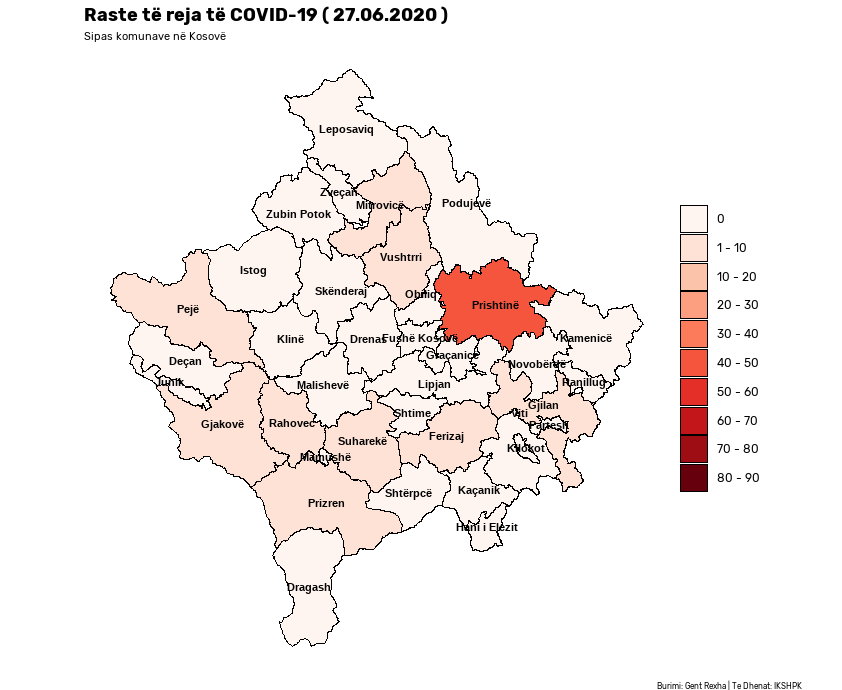 Raste të reja të COVID-19 ( 27.06.2020 )
Sipas komunave në Kosovë
Leposaviq
Zveçan
Mitrovicë
Zubin Potok
Podujevë
Vushtrri
Istog
Skënderaj
Obiliq
Prishtinë
Pejë
Klinë
Drenas
Fushë Kosovë
Kamenicë
Graçanicë
Deçan
Novobërdë
Junik
Malishevë
Lipjan
Ranillug
Gjilan
Shtime
Viti
Gjakovë
Rahovec
Partesh
Suharekë
Ferizaj
Kllokot
Mamushë
Shtërpcë
Kaçanik
Prizren
Hani i Elezit
Dragash
0
1 - 10
10 - 20
20 - 30
30 - 40
40 - 50
50 - 60
60 - 70
70 - 80
80 - 90
Burimi: Gent Rexha | Te Dhenat: IKSHPK